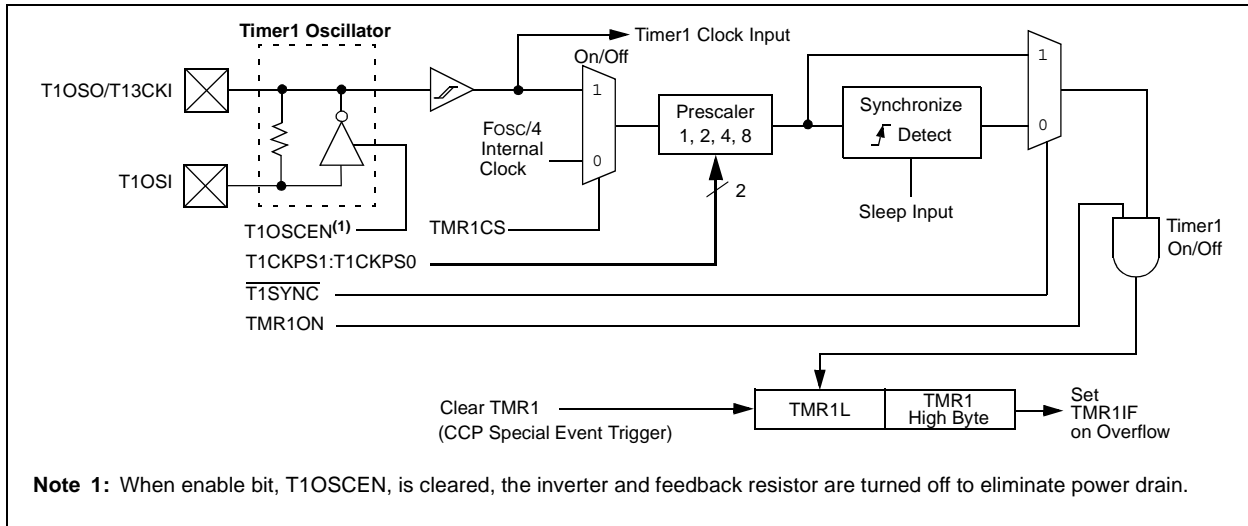 Timer1 Oscillator
Timer1 Clock Input
On/Off
T1OSO/T13CKI
1
FOSC/4
Internal
Clock
0
Prescaler
1, 2, 4, 8
2
Synchronize
Detect
Sleep Input
1
0
T1OSI
T1OSCEN(1)
TMR1CS
T1CKPS1:T1CKPS0
T1SYNC
TMR1ON
Timer1
On/Off
Clear TMR1
(CCP Special Event Trigger)
TMR1L
TMR1
High Byte
Set
TMR1IF
on Overflow
Note 1: When enable bit, T1OSCEN, is cleared, the inverter and feedback resistor are turned off to eliminate power drain.